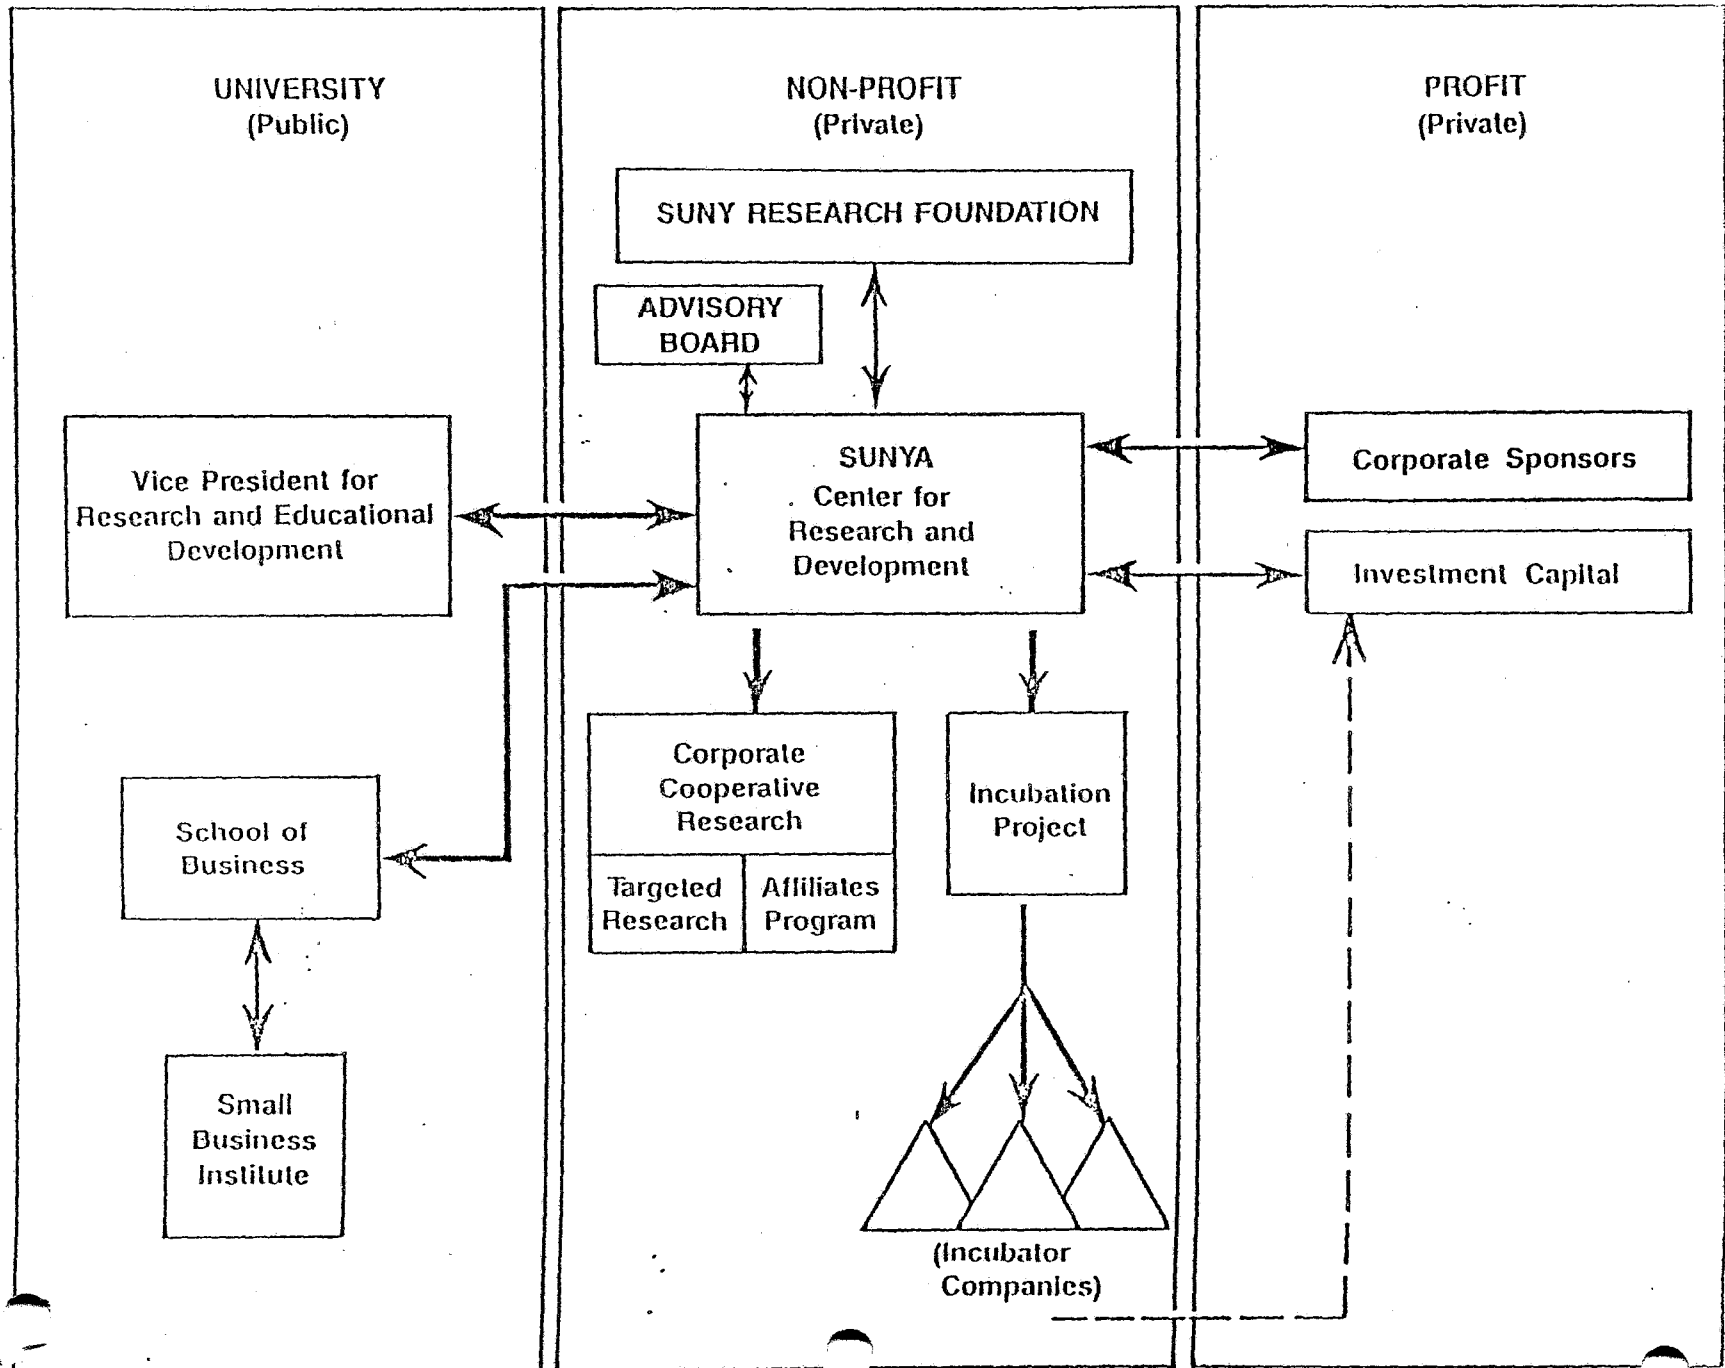 UNIVERSITY
(Public)
NON-PROFIT
(Private)
PROFIT
(Private)
SUNY RESEARCH FOUNDATION
ADVISORY
BOARD
Vice President for
Research and Educational
Development
SUNYA
Center for
Research and
Development
Corporate Sponsors
Investment Capital
School of
Business
Corporate
Cooperative
Research
Targeted
Research
Affiliates
Program
Incubation
Project
Small
Business
Institute
(Incubator
Companies)